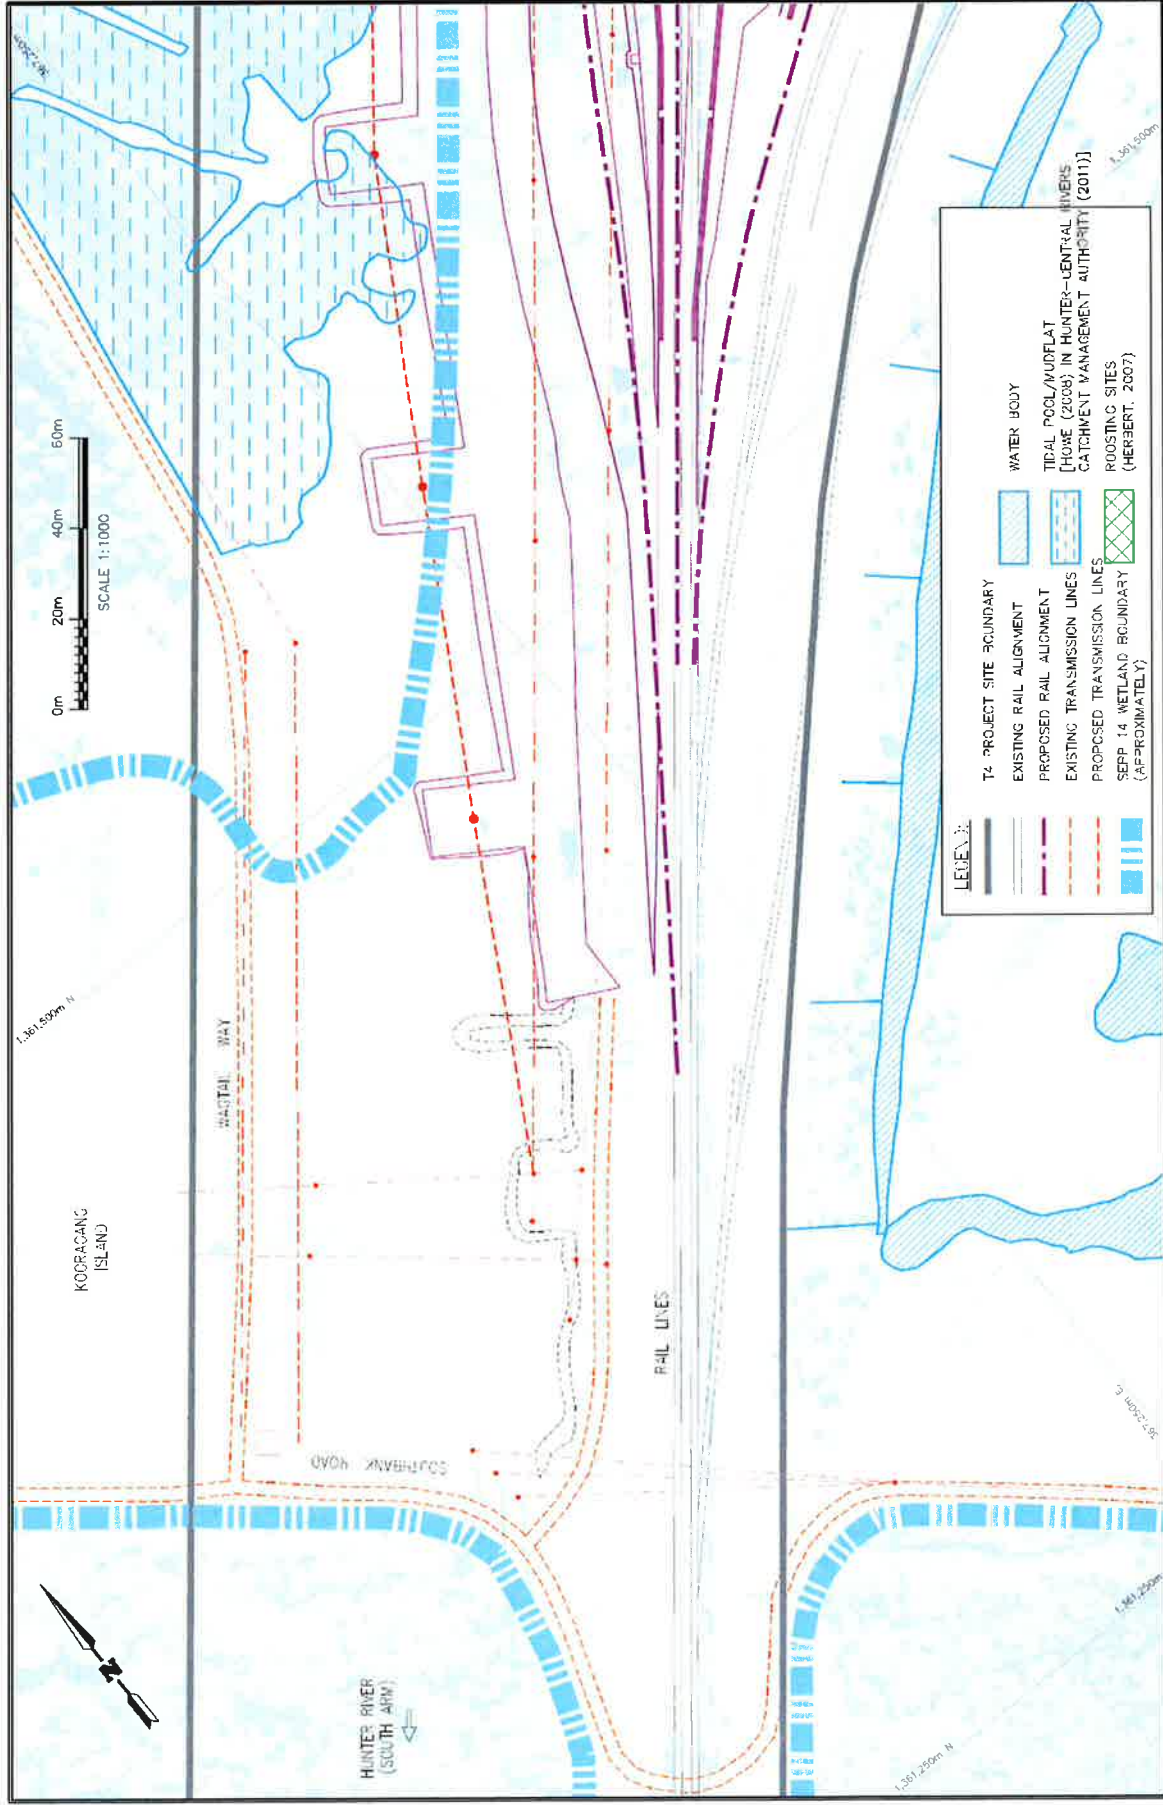 0m 20m 40m 60m
SCALE 1:1000
1,361,500m N
KOORAGANG
ISLAND
WAGTAIL WAY
SOUTHBANK ROAD
RAIL LINES
HUNTER RIVER
(SOUTH ARM)
N
1,361,500m
367,250m E
1,361,250m
1,361,250m N
LEGEND:
T4 PROJECT SITE BOUNDARY
EXISTING RAIL ALIGNMENT
PROPOSED RAIL ALIGNMENT
EXISTING TRANSMISSION LINES
PROPOSED TRANSMISSION LINES
SEPP 14 WETLAND BOUNDARY
(APPROXIMATELY)
WATER BODY
TIDAL POOL/MUDFLAT
[HOWE (2008) IN HUNTER-CENTRAL RIVERS
CATCHMENT MANAGEMENT AUTHORITY (2011)]
ROOSTING SITES
(HERBERT, 2007)